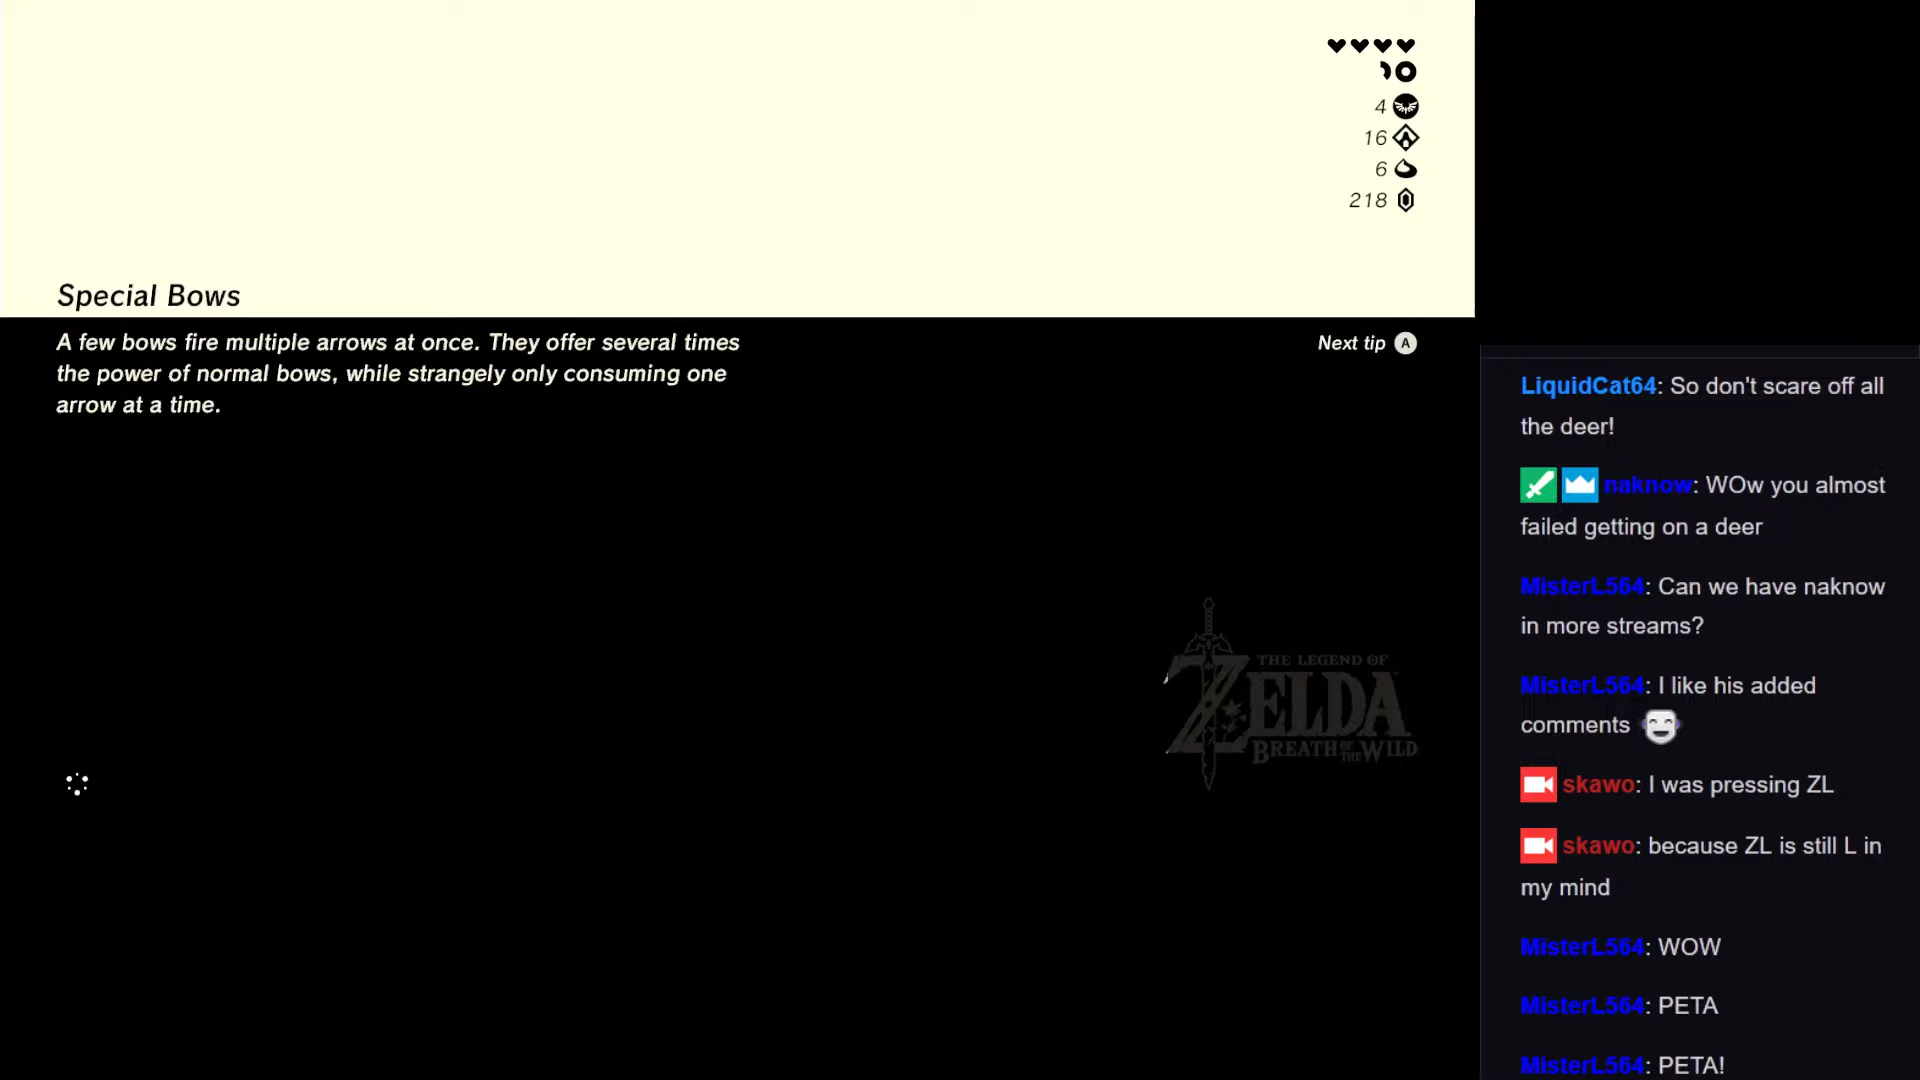 4
16
6
218
Special Bows
A few bows fire multiple arrows at once. They offer several times
the power of normal bows, while strangely only consuming one
arrow at a time.
Next tip A
THE LEGEND OF
ZELDA
BREATH OF THE WILD
LiquidCat64: So don't scare off all
the deer!
naknow: WOw you almost
failed getting on a deer
MisterL564: Can we have naknow
in more streams?
MisterL564: I like his added
comments
skawo: I was pressing ZL
skawo: because ZL is still L in
my mind
MisterL564: WOW
MisterL564: PETA
MisterL564: PETA!